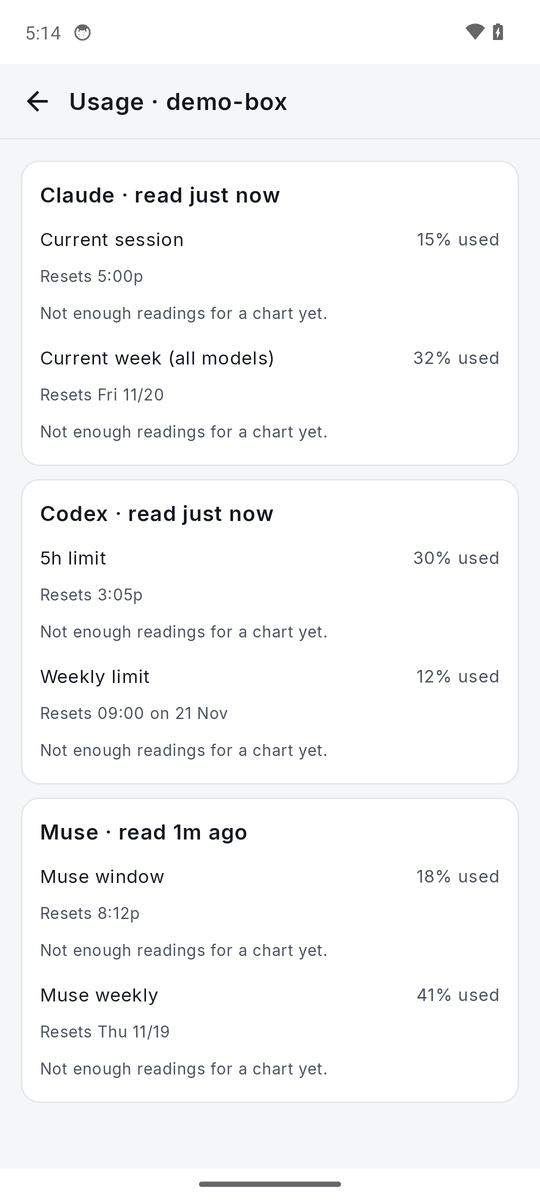 5:14
Usage · demo-box
Claude · read just now
Current session 15% used
Resets 5:00p
Not enough readings for a chart yet.
Current week (all models) 32% used
Resets Fri 11/20
Not enough readings for a chart yet.
Codex · read just now
5h limit 30% used
Resets 3:05p
Not enough readings for a chart yet.
Weekly limit 12% used
Resets 09:00 on 21 Nov
Not enough readings for a chart yet.
Muse · read 1m ago
Muse window 18% used
Resets 8:12p
Not enough readings for a chart yet.
Muse weekly 41% used
Resets Thu 11/19
Not enough readings for a chart yet.